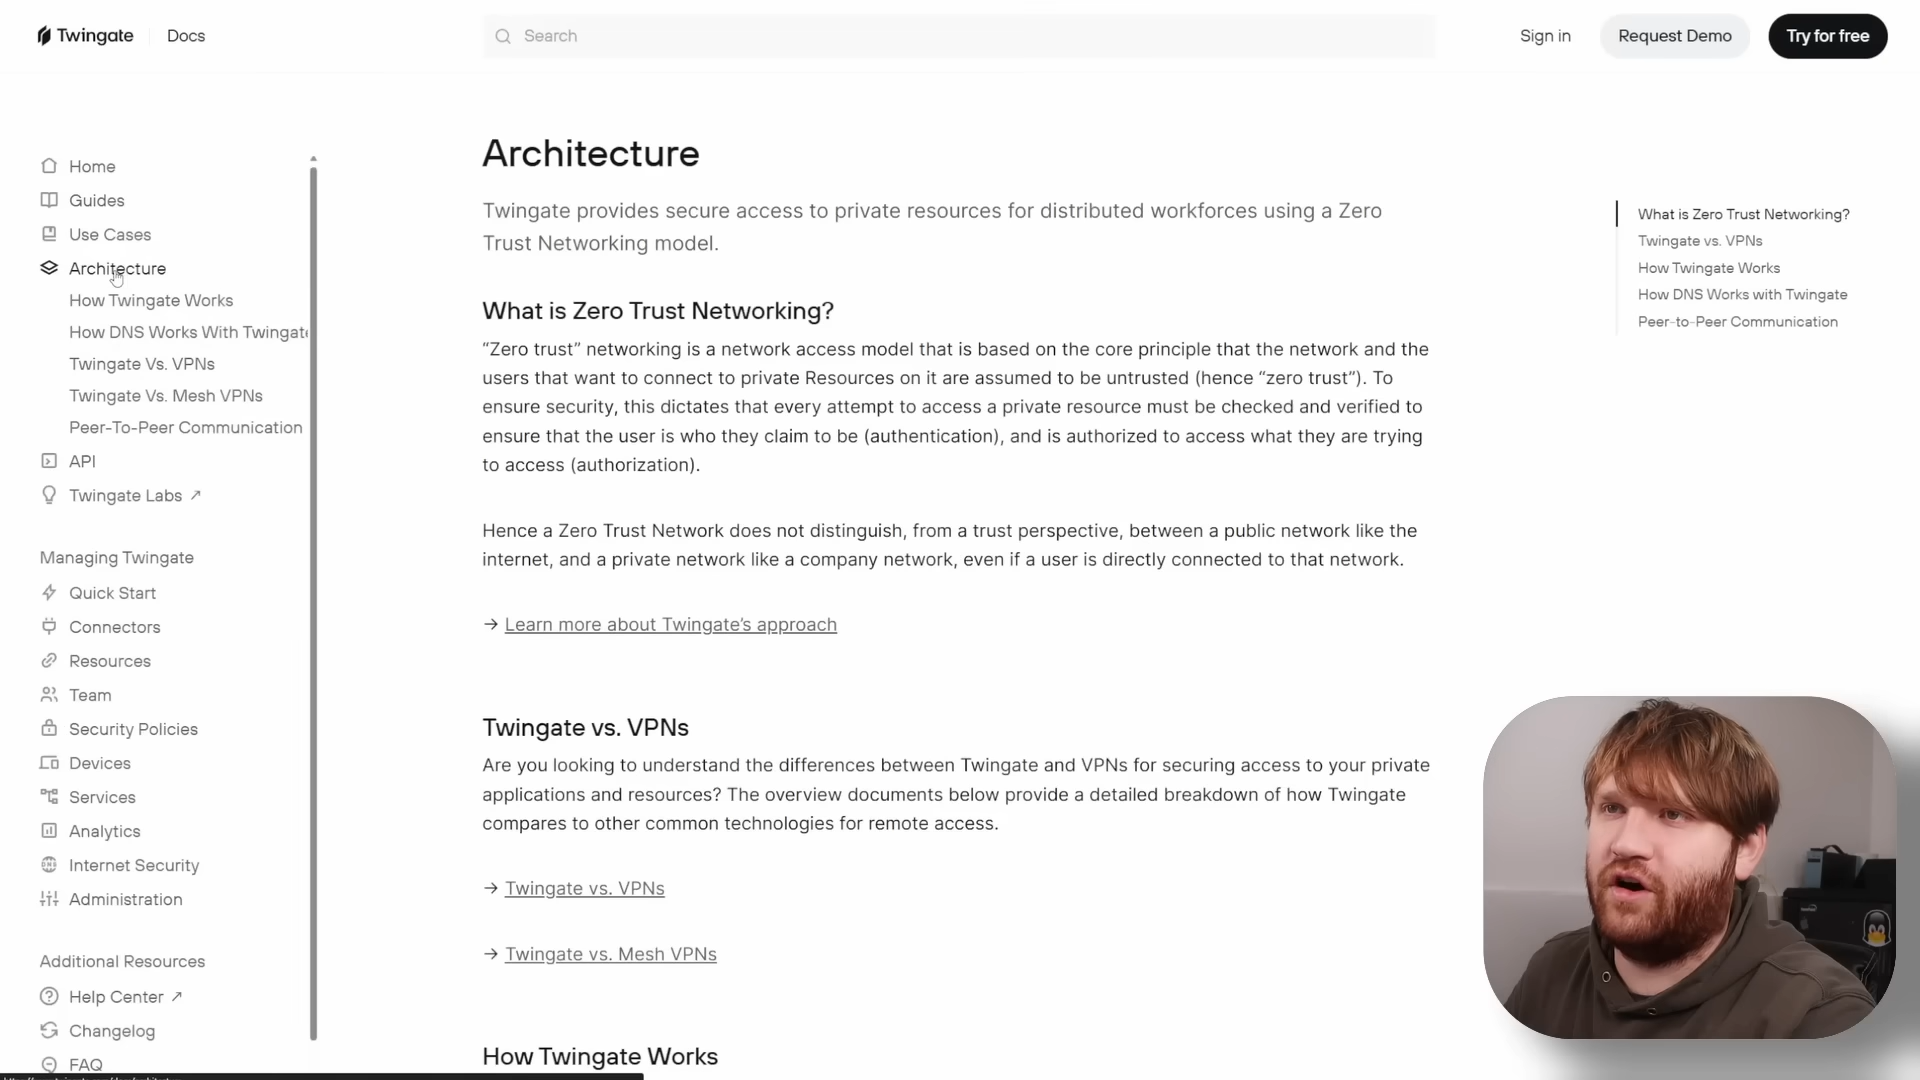 Twingate
Docs
Search
Sign in
Request Demo
Try for free
Home
Guides
Use Cases
Architecture
How Twingate Works
How DNS Works With Twingate
Twingate Vs. VPNs
Twingate Vs. Mesh VPNs
Peer-To-Peer Communication
API
Twingate Labs ↗
Managing Twingate
Quick Start
Connectors
Resources
Team
Security Policies
Devices
Services
Analytics
Internet Security
Administration
Additional Resources
Help Center ↗
Changelog
FAQ
Architecture
Twingate provides secure access to private resources for distributed workforces using a Zero
Trust Networking model.
What is Zero Trust Networking?
“Zero trust” networking is a network access model that is based on the core principle that the network and the
users that want to connect to private Resources on it are assumed to be untrusted (hence “zero trust”). To
ensure security, this dictates that every attempt to access a private resource must be checked and verified to
ensure that the user is who they claim to be (authentication), and is authorized to access what they are trying
to access (authorization).
Hence a Zero Trust Network does not distinguish, from a trust perspective, between a public network like the
internet, and a private network like a company network, even if a user is directly connected to that network.
→ Learn more about Twingate’s approach
Twingate vs. VPNs
Are you looking to understand the differences between Twingate and VPNs for securing access to your private
applications and resources? The overview documents below provide a detailed breakdown of how Twingate
compares to other common technologies for remote access.
→ Twingate vs. VPNs
→ Twingate vs. Mesh VPNs
How Twingate Works
What is Zero Trust Networking?
Twingate vs. VPNs
How Twingate Works
How DNS Works with Twingate
Peer-to-Peer Communication